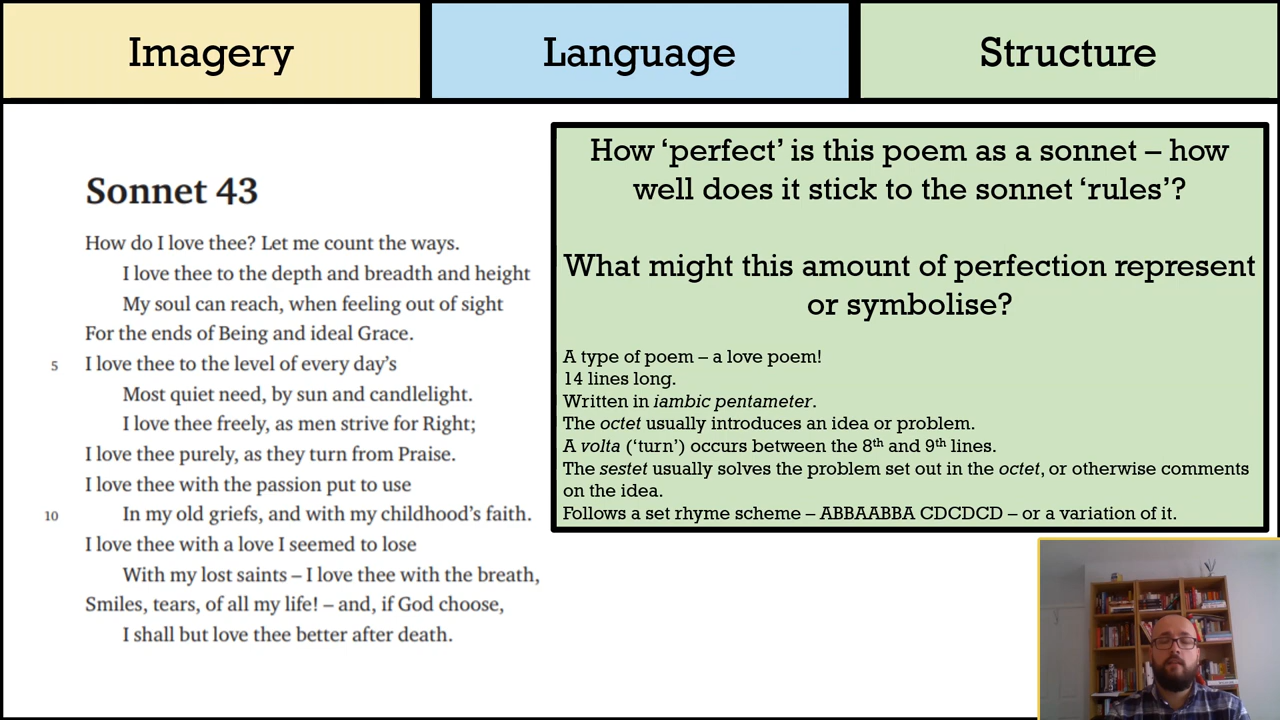 Imagery
Language
Structure
Sonnet 43
How do I love thee? Let me count the ways.
I love thee to the depth and breadth and height
My soul can reach, when feeling out of sight
For the ends of Being and ideal Grace.
5 I love thee to the level of every day’s
Most quiet need, by sun and candlelight.
I love thee freely, as men strive for Right;
I love thee purely, as they turn from Praise.
I love thee with the passion put to use
10 In my old griefs, and with my childhood’s faith.
I love thee with a love I seemed to lose
With my lost saints – I love thee with the breath,
Smiles, tears, of all my life! – and, if God choose,
I shall but love thee better after death.
How ‘perfect’ is this poem as a sonnet – how
well does it stick to the sonnet ‘rules’?
What might this amount of perfection represent
or symbolise?
A type of poem – a love poem!
14 lines long.
Written in iambic pentameter.
The octet usually introduces an idea or problem.
A volta (‘turn’) occurs between the 8th and 9th lines.
The sestet usually solves the problem set out in the octet, or otherwise comments
on the idea.
Follows a set rhyme scheme – ABBAABBA CDCDCD – or a variation of it.